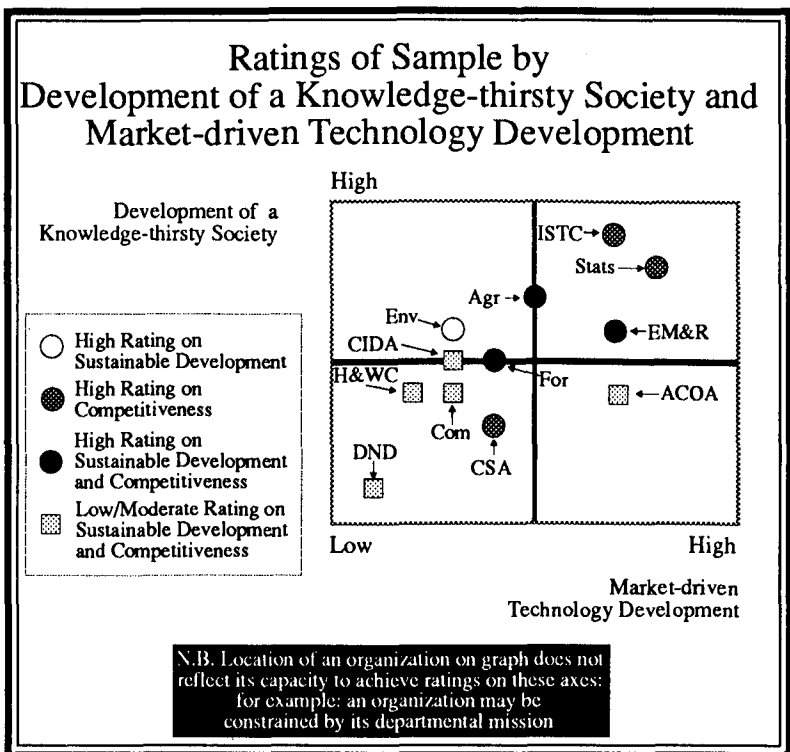 Ratings of Sample by
Development of a Knowledge-thirsty Society and
Market-driven Technology Development
High
Development of a
Knowledge-thirsty Society
ISTC
Stats
Agr
Env
EM&R
CIDA
H&WC
For
ACOA
Com
CSA
DND
High Rating on
Sustainable Development
High Rating on
Competitiveness
High Rating on
Sustainable Development
and Competitiveness
Low/Moderate Rating on
Sustainable Development
and Competitiveness
Low
High
Market-driven
Technology Development
N.B. Location of an organization on graph does not
reflect its capacity to achieve ratings on these axes:
for example: an organization may be
constrained by its departmental mission